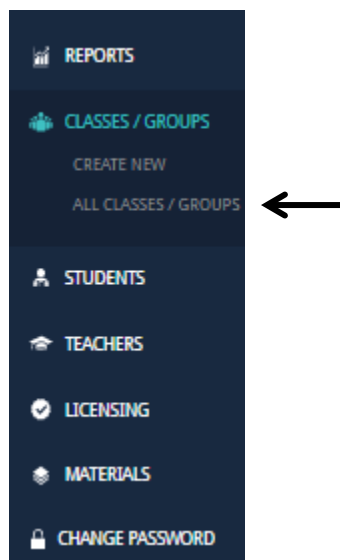 REPORTS
CLASSES / GROUPS
CREATE NEW
ALL CLASSES / GROUPS
STUDENTS
TEACHERS
LICENSING
MATERIALS
CHANGE PASSWORD